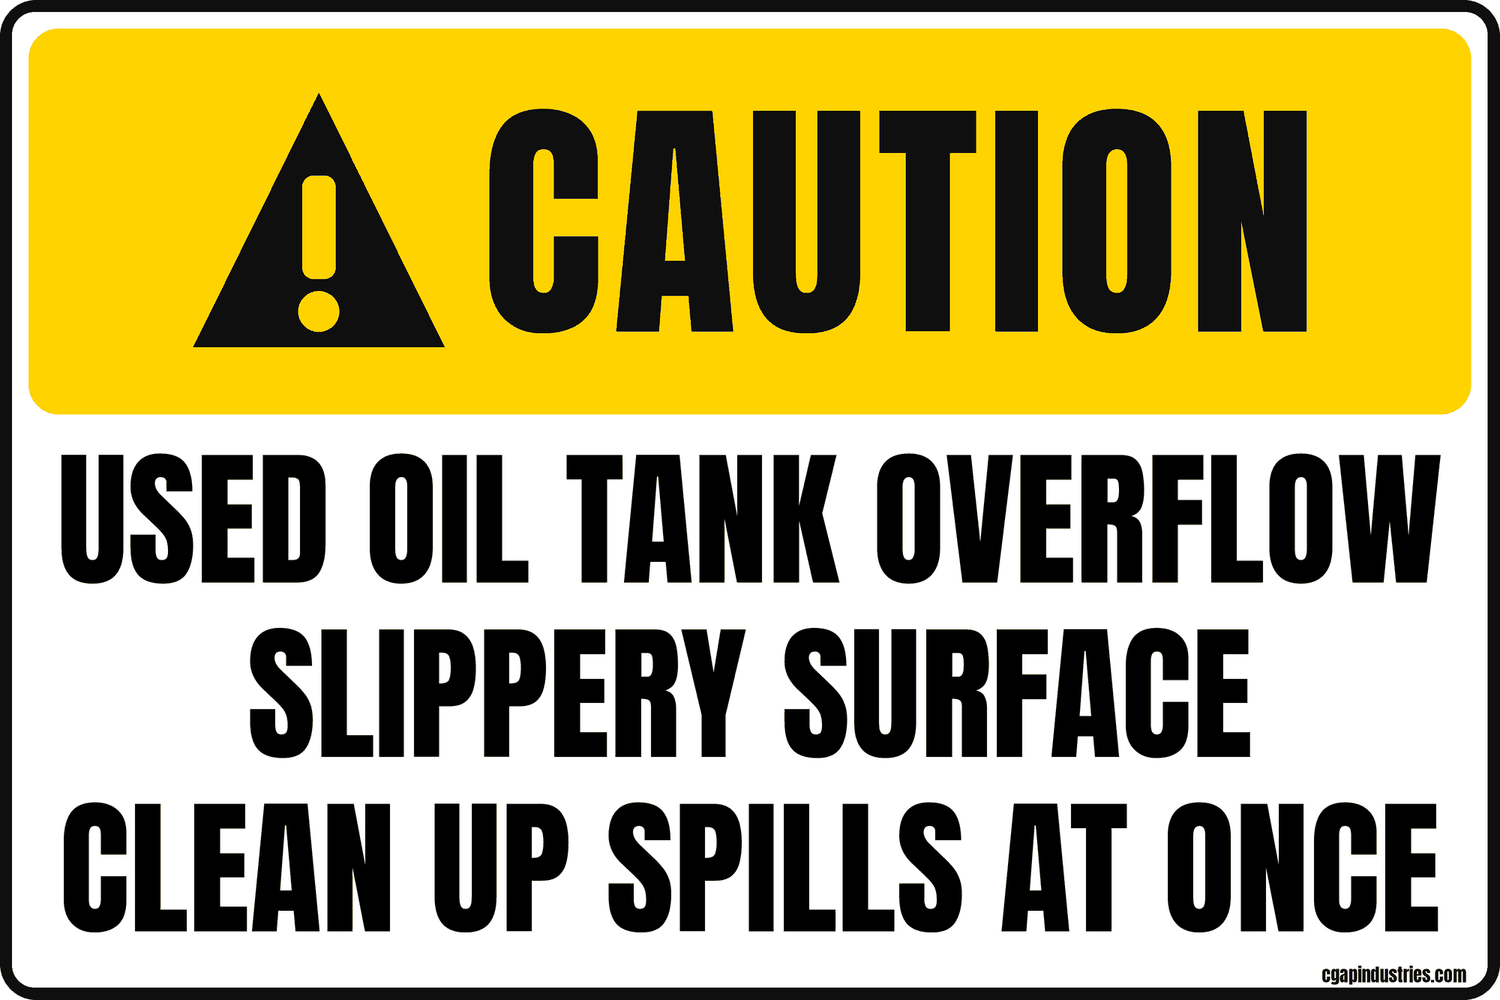 CAUTION
USED OIL TANK OVERFLOW
SLIPPERY SURFACE
CLEAN UP SPILLS AT ONCE
cgapindustries.com